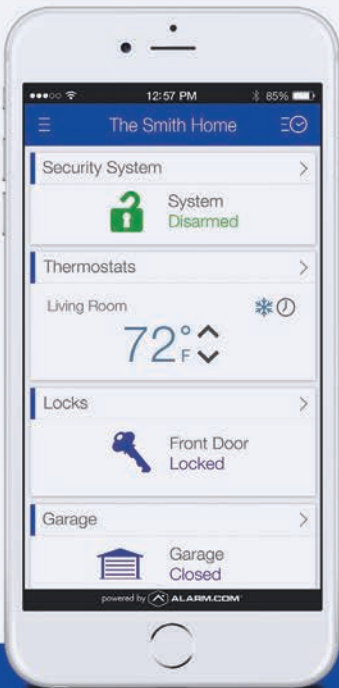 12:57 PM
85%
The Smith Home
Security System
System
Disarmed
Thermostats
Living Room
72°F
Locks
Front Door
Locked
Garage
Garage
Closed
powered by ALARM.COM